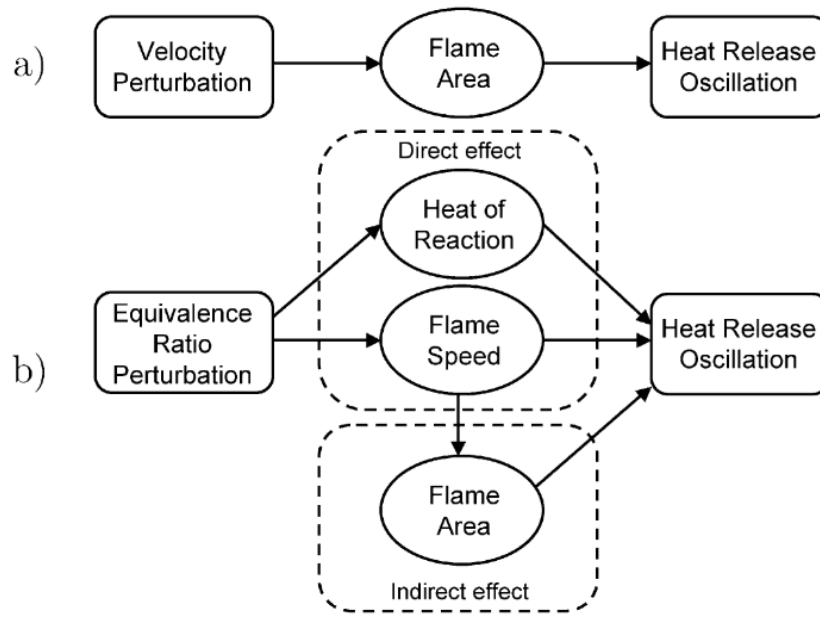 a)
Velocity
Perturbation
Flame
Area
Heat Release
Oscillation
Direct effect
Heat of
Reaction
b)
Equivalence
Ratio
Perturbation
Flame
Speed
Heat Release
Oscillation
Flame
Area
Indirect effect